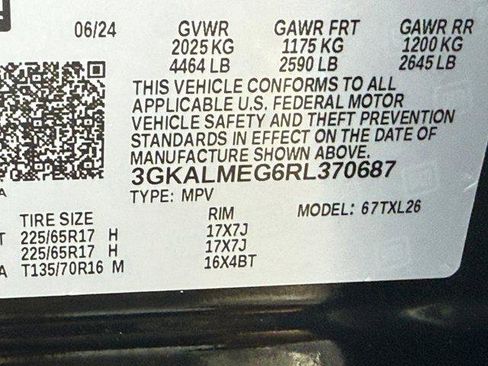 06/24 GVWR GAWR FRT GAWR RR
2025 KG 1175 KG 1200 KG
4464 LB 2590 LB 2645 LB
THIS VEHICLE CONFORMS TO ALL
APPLICABLE U.S. FEDERAL MOTOR
VEHICLE SAFETY AND THEFT PREVENTION
STANDARDS IN EFFECT ON THE DATE OF
MANUFACTURE SHOWN ABOVE.
3GKALMEG6RL370687
TYPE: MPV MODEL: 67TXL26
TIRE SIZE RIM
225/65R17 H 17X7J
225/65R17 H 17X7J
T135/70R16 M 16X4BT